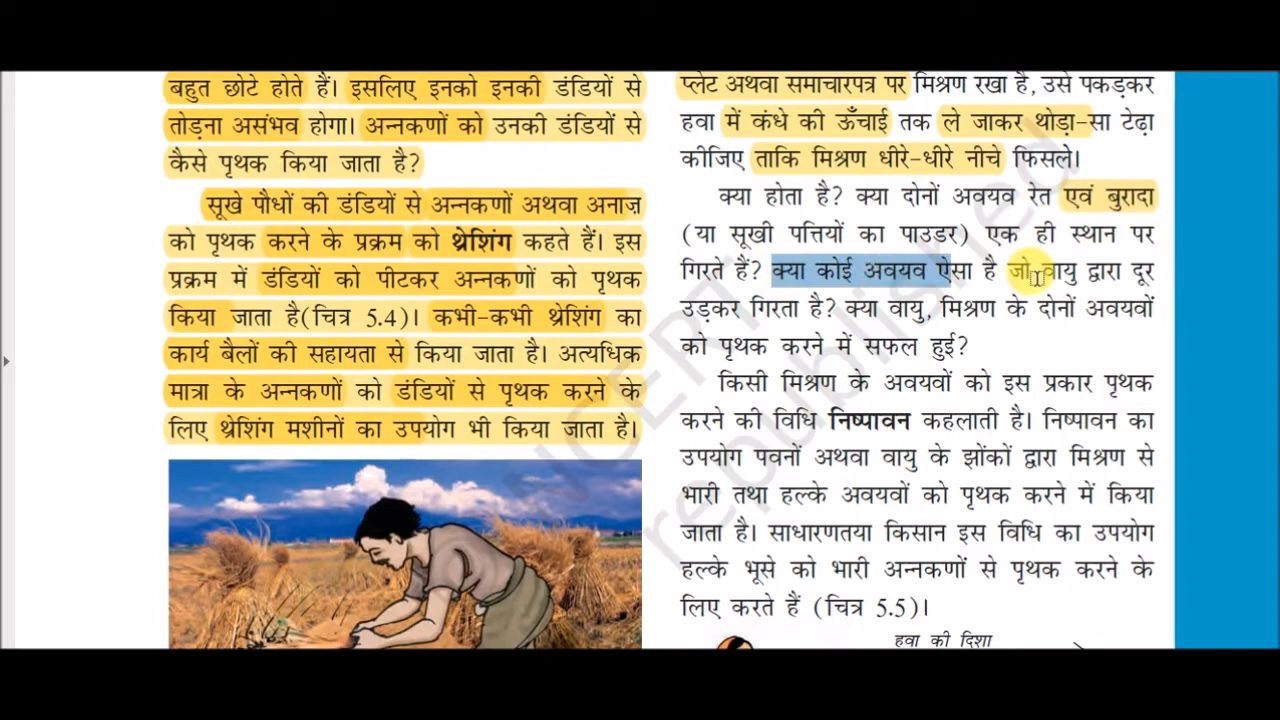 बहुत छोटे होते हैं। इसलिए इनको इनकी डंडियों से
तोड़ना असंभव होगा। अन्नकणों को उनकी डंडियों से
कैसे पृथक किया जाता है?
सूखे पौधों की डंडियों से अन्नकणों अथवा अनाज़
को पृथक करने के प्रक्रम को थ्रेशिंग कहते हैं। इस
प्रक्रम में डंडियों को पीटकर अन्नकणों को पृथक
किया जाता है(चित्र 5.4)। कभी-कभी थ्रेशिंग का
कार्य बैलों की सहायता से किया जाता है। अत्यधिक
मात्रा के अन्नकणों को डंडियों से पृथक करने के
लिए थ्रेशिंग मशीनों का उपयोग भी किया जाता है।
प्लेट अथवा समाचारपत्र पर मिश्रण रखा है, उसे पकड़कर
हवा में कंधे की ऊँचाई तक ले जाकर थोड़ा-सा टेढ़ा
कीजिए ताकि मिश्रण धीरे-धीरे नीचे फिसले।
क्या होता है? क्या दोनों अवयव रेत एवं बुरादा
(या सूखी पत्तियों का पाउडर) एक ही स्थान पर
गिरते हैं? क्या कोई अवयव ऐसा है जो वायु द्वारा दूर
उड़कर गिरता है? क्या वायु, मिश्रण के दोनों अवयवों
को पृथक करने में सफल हुई?
किसी मिश्रण के अवयवों को इस प्रकार पृथक
करने की विधि निष्पावन कहलाती है। निष्पावन का
उपयोग पवनों अथवा वायु के झोंकों द्वारा मिश्रण से
भारी तथा हल्के अवयवों को पृथक करने में किया
जाता है। साधारणतया किसान इस विधि का उपयोग
हल्के भूसे को भारी अन्नकणों से पृथक करने के
लिए करते हैं (चित्र 5.5)।
हवा की दिशा
NCERT
republished